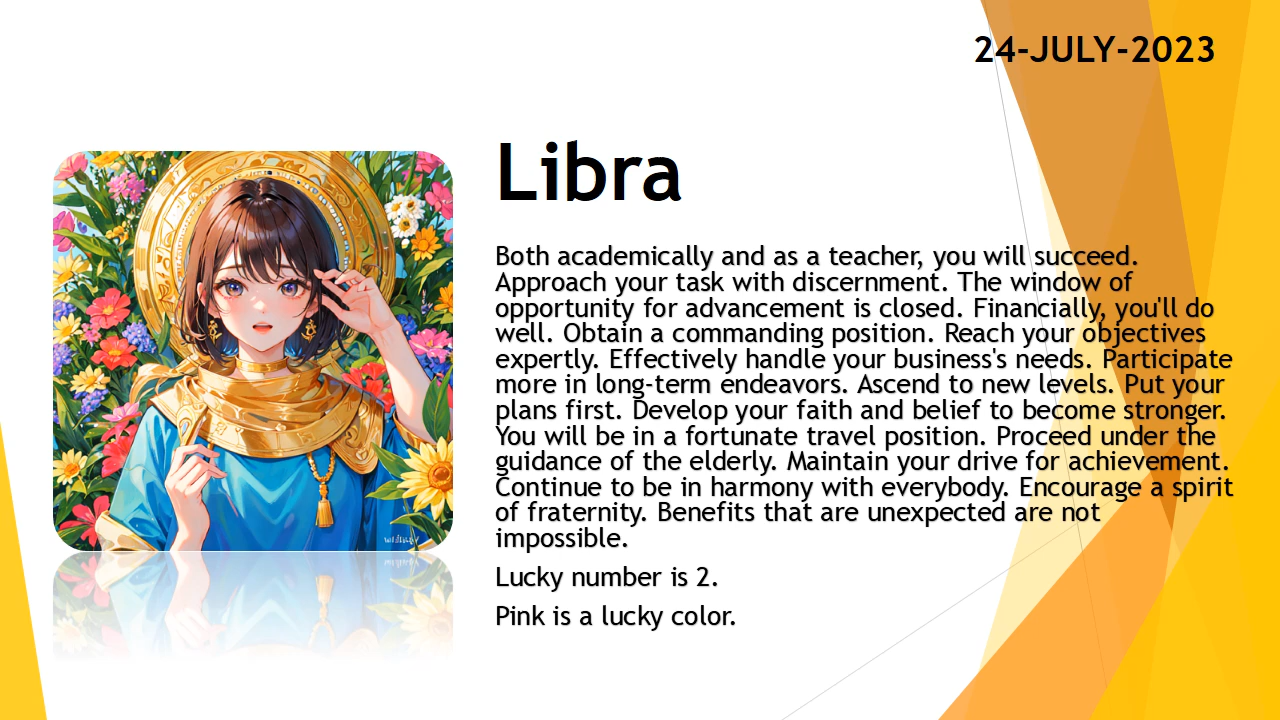 24-JULY-2023
Libra
Both academically and as a teacher, you will succeed.
Approach your task with discernment. The window of
opportunity for advancement is closed. Financially, you'll do
well. Obtain a commanding position. Reach your objectives
expertly. Effectively handle your business's needs. Participate
more in long-term endeavors. Ascend to new levels. Put your
plans first. Develop your faith and belief to become stronger.
You will be in a fortunate travel position. Proceed under the
guidance of the elderly. Maintain your drive for achievement.
Continue to be in harmony with everybody. Encourage a spirit
of fraternity. Benefits that are unexpected are not
impossible.
Lucky number is 2.
Pink is a lucky color.